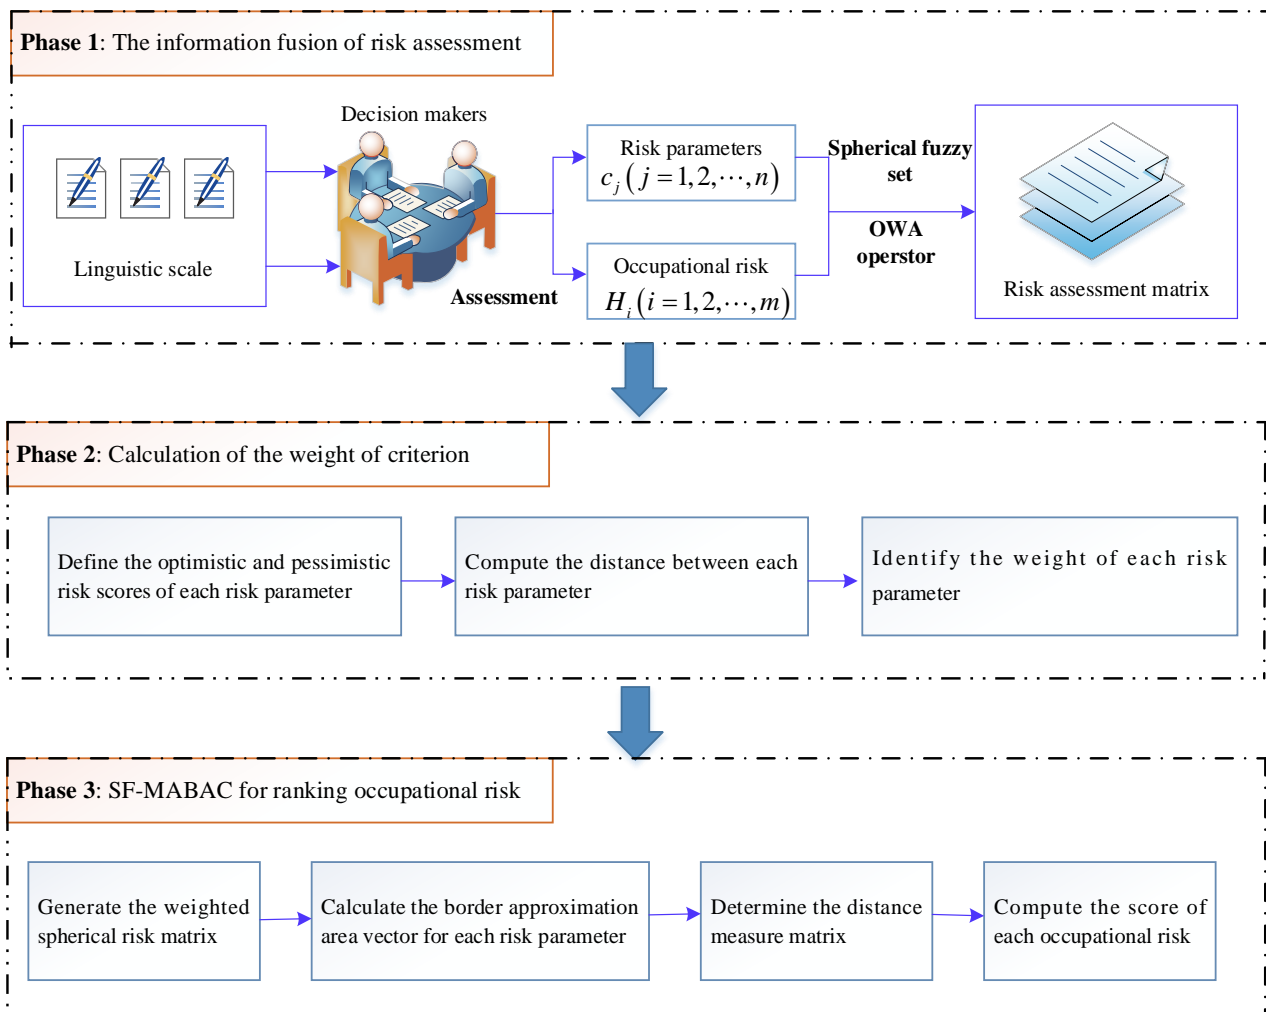 Phase 1: The information fusion of risk assessment
Decision makers
Linguistic scale
Assessment
Risk parameters
c_j (j = 1, 2, ⋯, n)
Occupational risk
H_i (i = 1, 2, ⋯, m)
Spherical fuzzy
set
OWA
operstor
Risk assessment matrix
Phase 2: Calculation of the weight of criterion
Define the optimistic and pessimistic
risk scores of each risk parameter
Compute the distance between each
risk parameter
Identify the weight of each risk
parameter
Phase 3: SF-MABAC for ranking occupational risk
Generate the weighted
spherical risk matrix
Calculate the border approximation
area vector for each risk parameter
Determine the distance
measure matrix
Compute the score of
each occupational risk